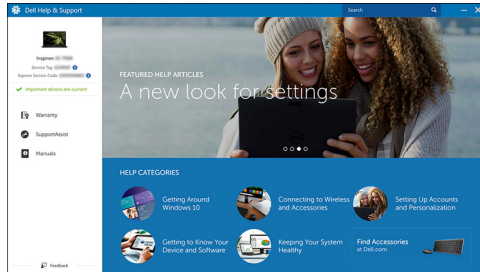 Dell Help & Support
Search
Inspiron
Service Tag
Express Service Code
Important drivers are current
Warranty
SupportAssist
Manuals
Feedback
FEATURED HELP ARTICLES
A new look for settings
HELP CATEGORIES
Getting Around
Windows 10
Connecting to Wireless
and Accessories
Setting Up Accounts
and Personalization
Getting to Know Your
Device and Software
Keeping Your System
Healthy
Find Accessories
at Dell.com